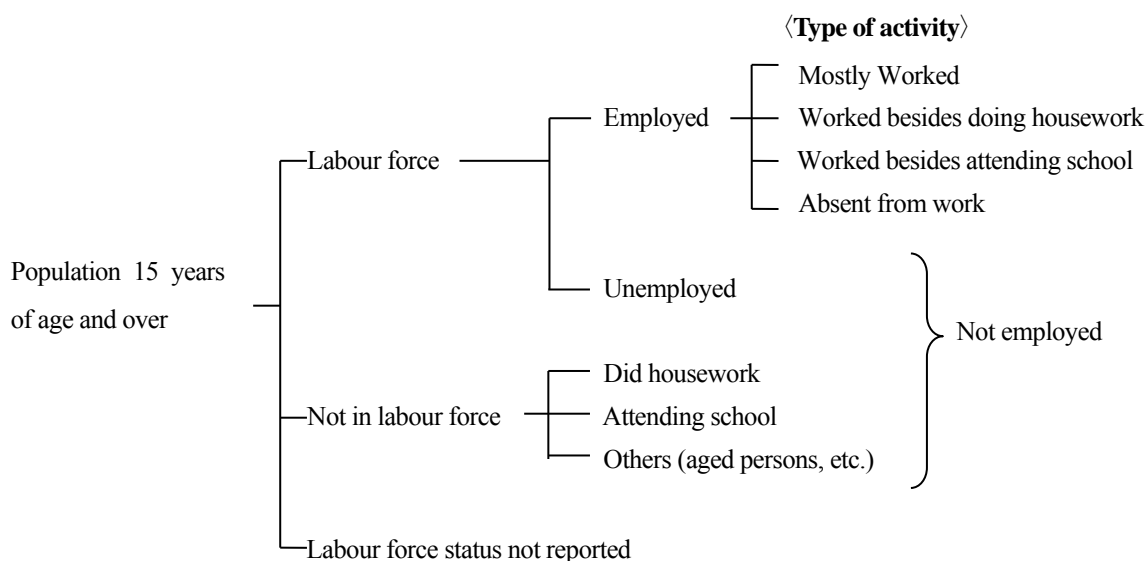 〈Type of activity〉
Mostly Worked
Employed
Worked besides doing housework
Labour force
Worked besides attending school
Absent from work
Population 15 years
of age and over
Unemployed
Not employed
Did housework
Not in labour force
Attending school
Others (aged persons, etc.)
Labour force status not reported